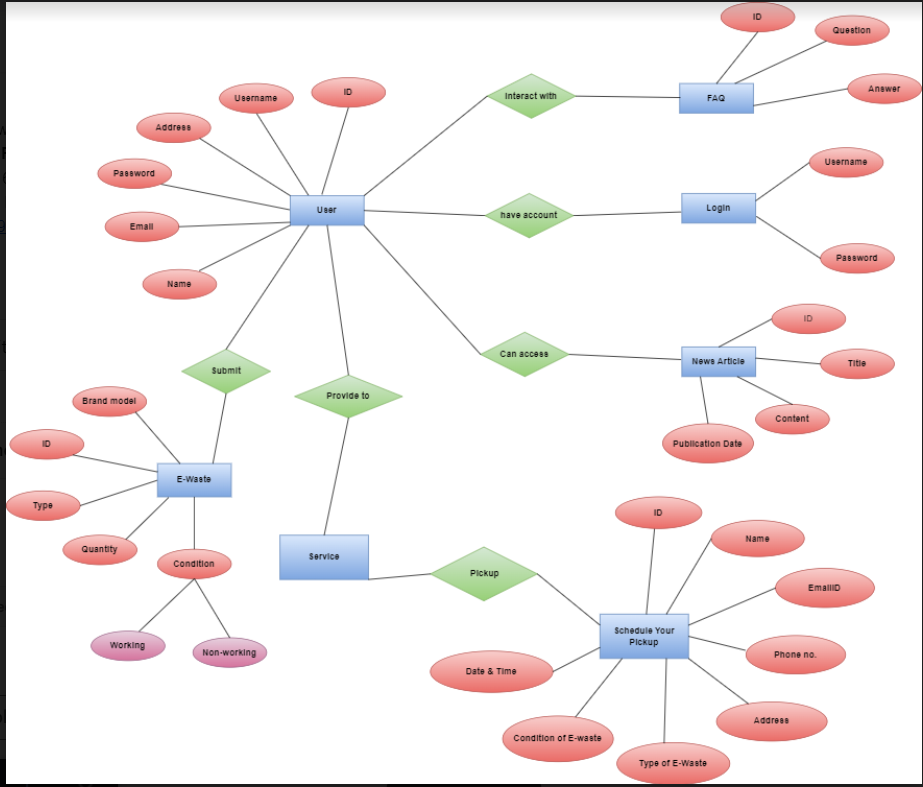 ID
Question
FAQ
Answer
Interact with
ID
Username
Address
Password
Email
Name
User
have account
Login
Username
Password
Can access
News Article
ID
Title
Content
Publication Date
Submit
Provide to
Brand model
ID
Type
Quantity
E-Waste
Condition
Working
Non-working
Service
Pickup
ID
Name
EmailID
Schedule Your
Pickup
Phone no.
Address
Date & Time
Condition of E-waste
Type of E-Waste